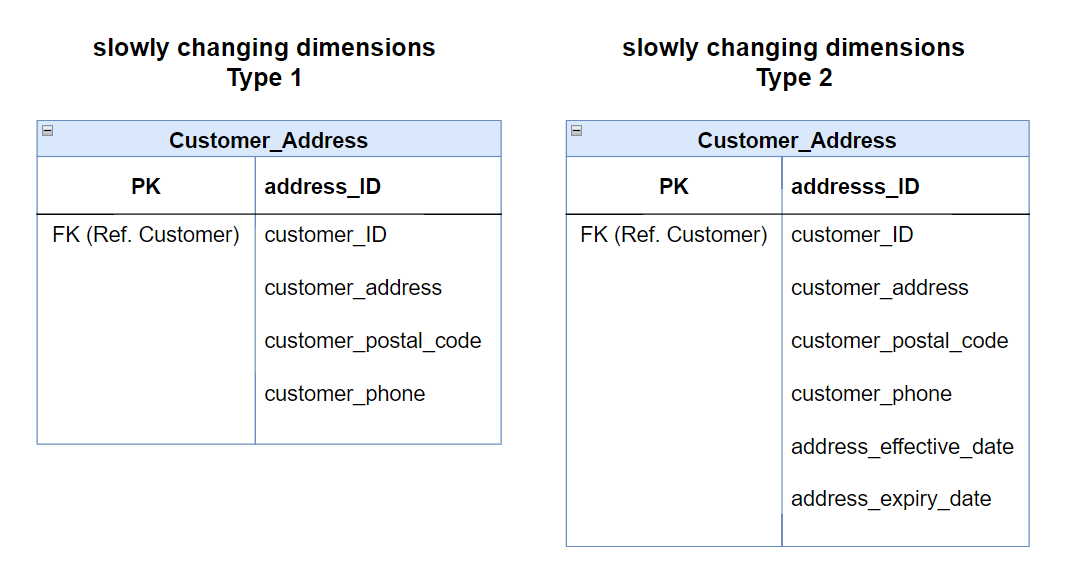 slowly changing dimensions
Type 1
Customer_Address
PK address_ID
FK (Ref. Customer) customer_ID
customer_address
customer_postal_code
customer_phone
slowly changing dimensions
Type 2
Customer_Address
PK addresss_ID
FK (Ref. Customer) customer_ID
customer_address
customer_postal_code
customer_phone
address_effective_date
address_expiry_date